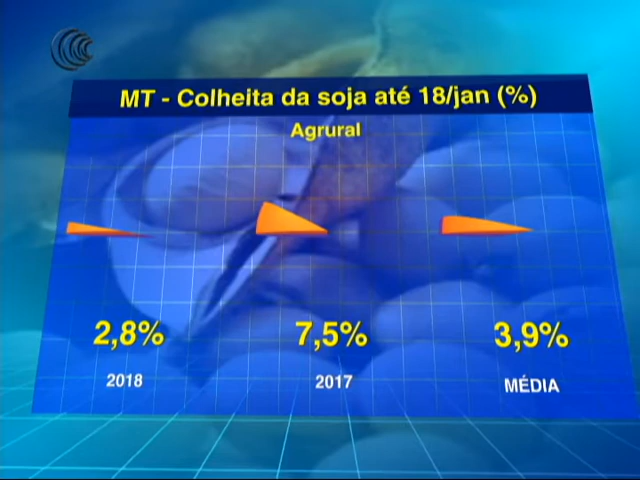 MT - Colheita da soja até 18/jan (%)
Agrural
2,8% 7,5% 3,9%
2018 2017 MÉDIA